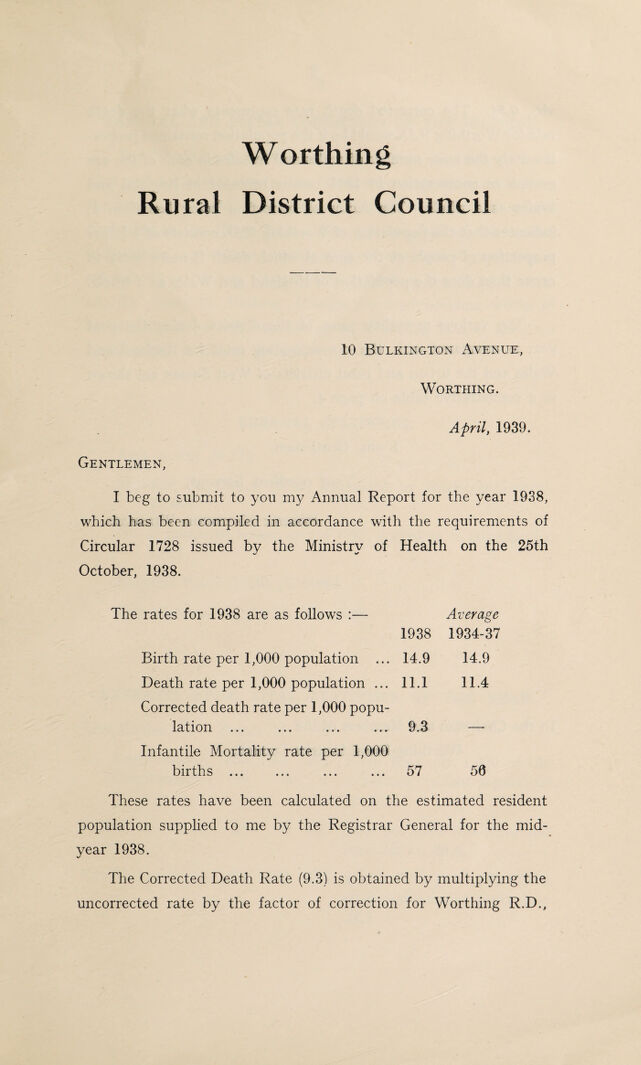 Worthing
Rural District Council
10 Bulkington Avenue,
Worthing.
April, 1939.
Gentlemen,
I beg to submit to you my Annual Report for the year 1938,
which has been compiled in accordance with the requirements of
Circular 1728 issued by the Ministry of Health on the 25th
October, 1938.
The rates for 1938 are as follows :— Average
1938 1934-37
Birth rate per 1,000 population ... 14.9 14.9
Death rate per 1,000 population ... 11.1 11.4
Corrected death rate per 1,000 popu-
lation ... ... ... ... 9.3 —
Infantile Mortality rate per 1,000
births ... ... ... ... 57 56
These rates have been calculated on the estimated resident
population supplied to me by the Registrar General for the mid-
year 1938.
The Corrected Death Rate (9.3) is obtained by multiplying the
uncorrected rate by the factor of correction for Worthing R.D.,